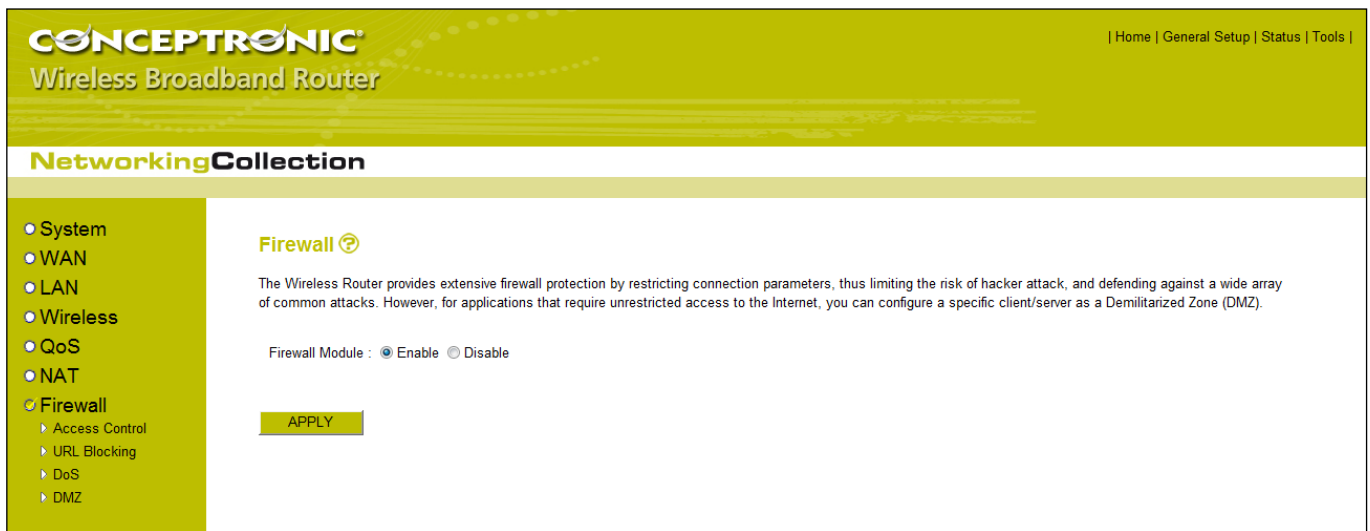 CONCEPTRONIC®
| Home | General Setup | Status | Tools |
Wireless Broadband Router
NetworkingCollection
System
WAN
LAN
Wireless
QoS
NAT
Firewall
Access Control
URL Blocking
DoS
DMZ
Firewall ?
The Wireless Router provides extensive firewall protection by restricting connection parameters, thus limiting the risk of hacker attack, and defending against a wide array
of common attacks. However, for applications that require unrestricted access to the Internet, you can configure a specific client/server as a Demilitarized Zone (DMZ).
Firewall Module : Enable Disable
APPLY